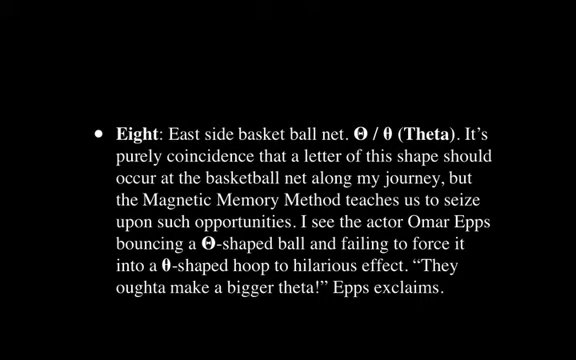 • Eight: East side basket ball net. Θ / θ (Theta). It’s
purely coincidence that a letter of this shape should
occur at the basketball net along my journey, but
the Magnetic Memory Method teaches us to seize
upon such opportunities. I see the actor Omar Epps
bouncing a Θ-shaped ball and failing to force it
into a θ-shaped hoop to hilarious effect. “They
oughta make a bigger theta!” Epps exclaims.